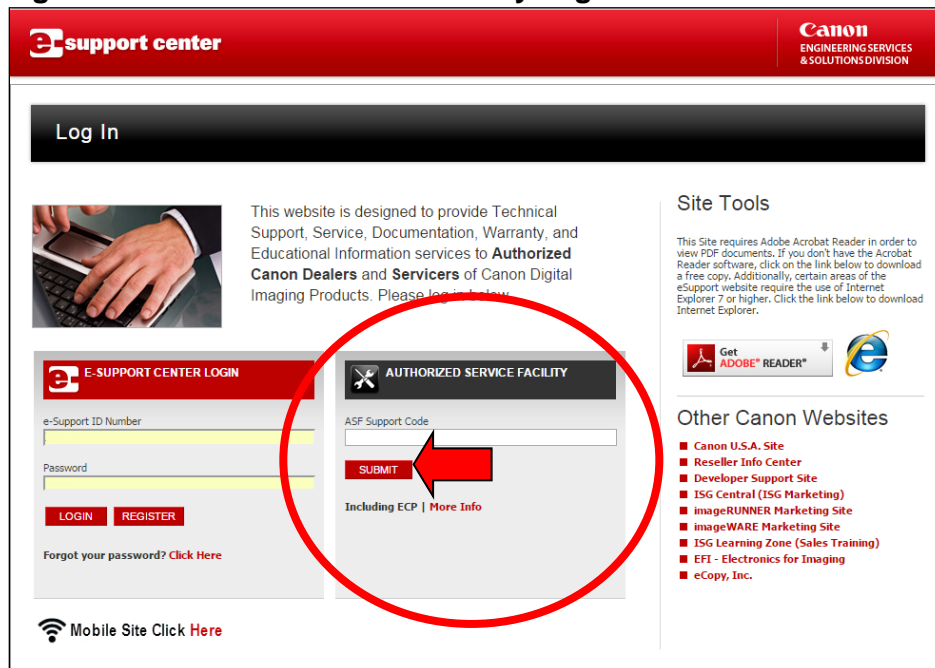 e-support center
Canon
ENGINEERING SERVICES
& SOLUTIONS DIVISION
Log In
This website is designed to provide Technical
Support, Service, Documentation, Warranty, and
Educational Information services to Authorized
Canon Dealers and Servicers of Canon Digital
Imaging Products. Please log in below
E-SUPPORT CENTER LOGIN
e-Support ID Number
Password
LOGIN REGISTER
Forgot your password? Click Here
AUTHORIZED SERVICE FACILITY
ASF Support Code
SUBMIT
Including ECP | More Info
Mobile Site Click Here
Site Tools
This Site requires Adobe Acrobat Reader in order to
view PDF documents. If you don't have the Acrobat
Reader software, click on the link below to download
a free copy. Additionally, certain areas of the
eSupport website require the use of Internet
Explorer 7 or higher. Click the link below to download
Internet Explorer.
Get
ADOBE® READER®
Other Canon Websites
Canon U.S.A. Site
Reseller Info Center
Developer Support Site
ISG Central (ISG Marketing)
imageRUNNER Marketing Site
imageWARE Marketing Site
ISG Learning Zone (Sales Training)
EFI - Electronics for Imaging
eCopy, Inc.